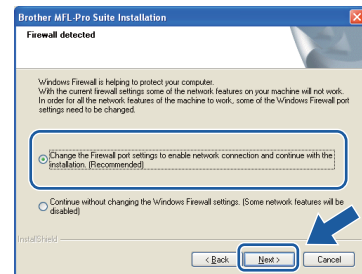 Brother MFL-Pro Suite Installation
Firewall detected
Windows Firewall is helping to protect your computer.
With the current firewall settings some of the network features on your machine will not work.
In order for all the network features of the machine to work, some of the Windows Firewall port
settings need to be changed.
Change the Firewall port settings to enable network connection and continue with the
installation. (Recommended)
Continue without changing the Windows Firewall settings. (Some network features will be
disabled)
InstallShield
< Back
Next >
Cancel